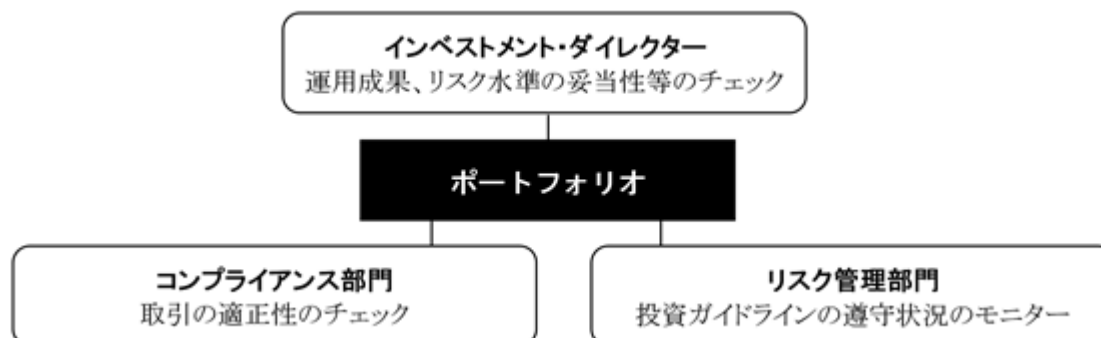 インベストメント・ダイレクター
運用成果、リスク水準の妥当性等のチェック
ポートフォリオ
コンプライアンス部門
取引の適正性のチェック
リスク管理部門
投資ガイドラインの遵守状況のモニター